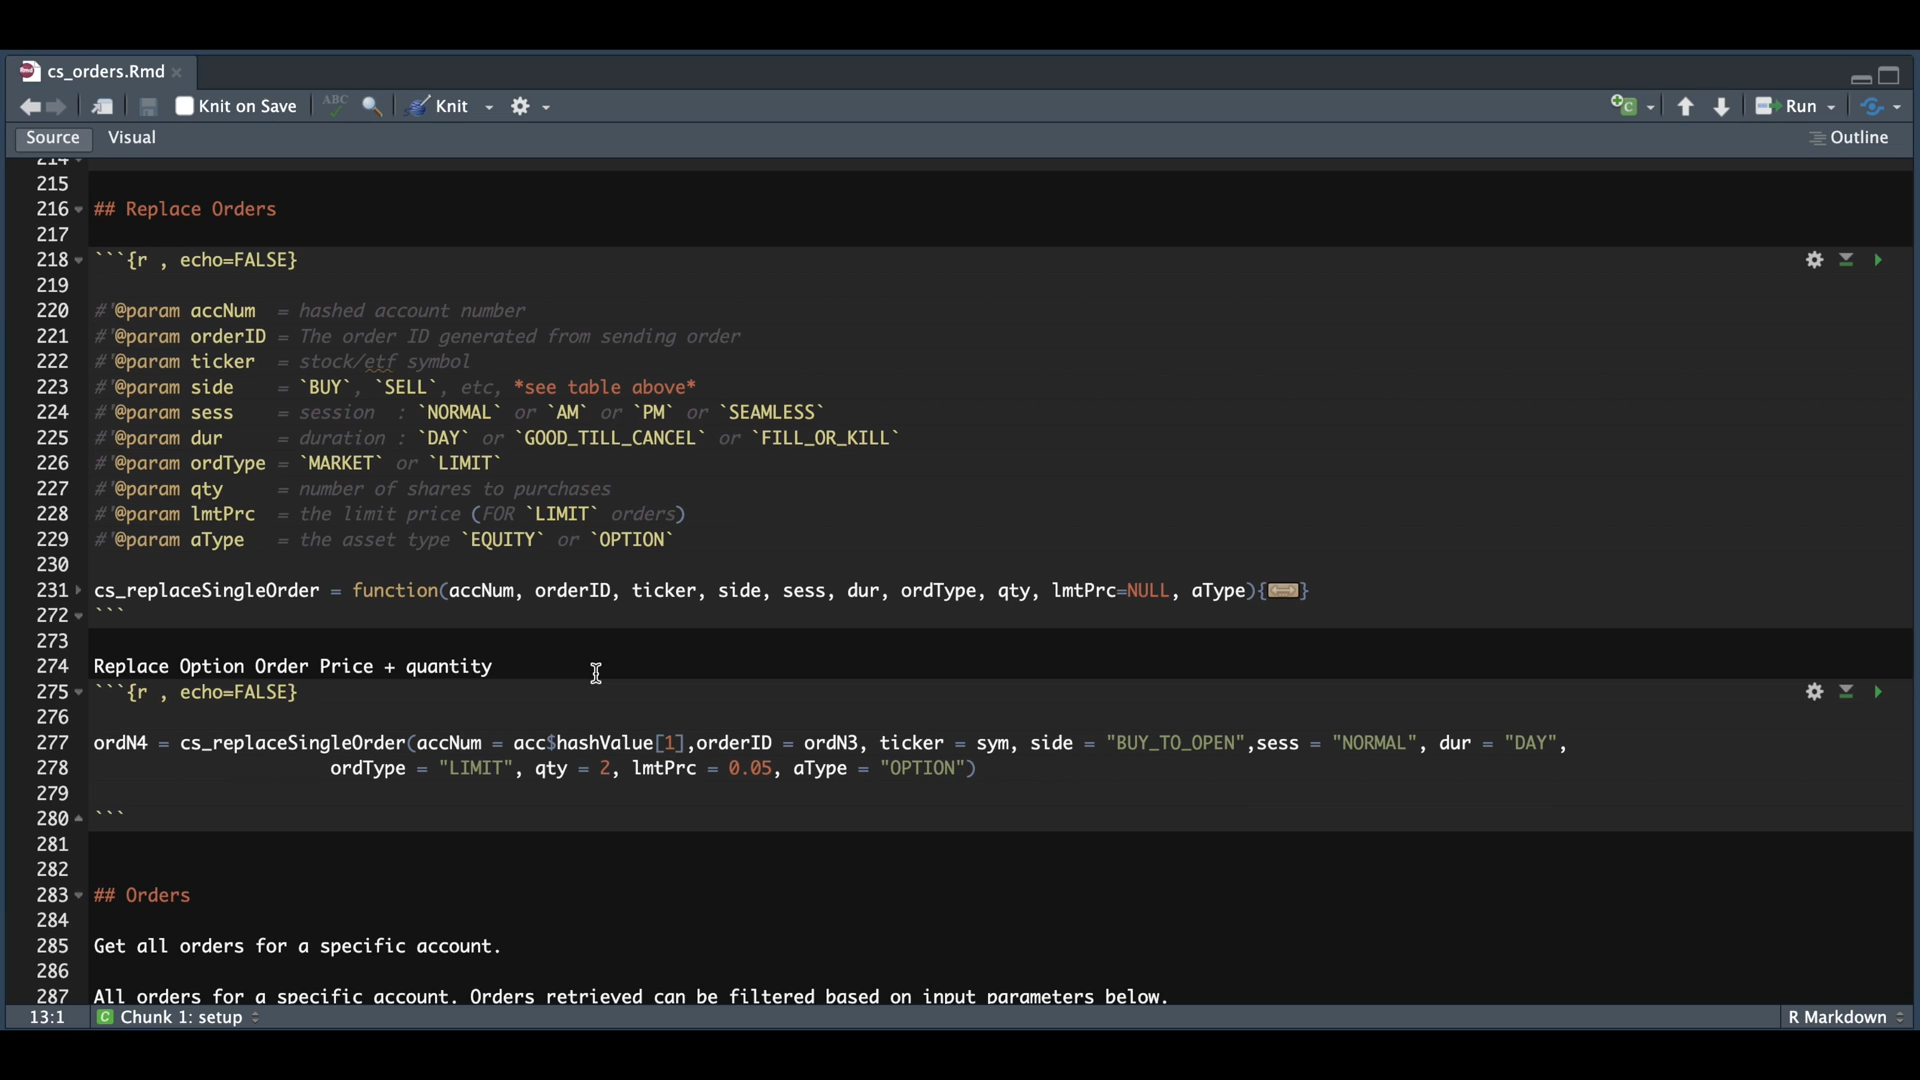 cs_orders.Rmd
Knit on Save ABC Knit Run
Source Visual Outline
214
215
216 ## Replace Orders
217
218 ```{r , echo=FALSE}
219
220 #'@param accNum = hashed account number
221 #'@param orderID = The order ID generated from sending order
222 #'@param ticker = stock/etf symbol
223 #'@param side = `BUY`, `SELL`, etc, *see table above*
224 #'@param sess = session : `NORMAL` or `AM` or `PM` or `SEAMLESS`
225 #'@param dur = duration : `DAY` or `GOOD_TILL_CANCEL` or `FILL_OR_KILL`
226 #'@param ordType = `MARKET` or `LIMIT`
227 #'@param qty = number of shares to purchases
228 #'@param lmtPrc = the limit price (FOR `LIMIT` orders)
229 #'@param aType = the asset type `EQUITY` or `OPTION`
230
231 cs_replaceSingleOrder = function(accNum, orderID, ticker, side, sess, dur, ordType, qty, lmtPrc=NULL, aType){}
272 ```
273
274 Replace Option Order Price + quantity
275 ```{r , echo=FALSE}
276
277 ordN4 = cs_replaceSingleOrder(accNum = acc$hashValue[1],orderID = ordN3, ticker = sym, side = "BUY_TO_OPEN",sess = "NORMAL", dur = "DAY",
278 ordType = "LIMIT", qty = 2, lmtPrc = 0.05, aType = "OPTION")
279
280 ```
281
282
283 ## Orders
284
285 Get all orders for a specific account.
286
287 All orders for a specific account. Orders retrieved can be filtered based on input parameters below.
13:1 C Chunk 1: setup R Markdown